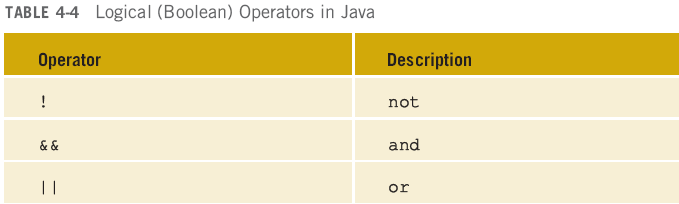 TABLE 4-4 Logical (Boolean) Operators in Java
Operator Description
! not
&& and
|| or